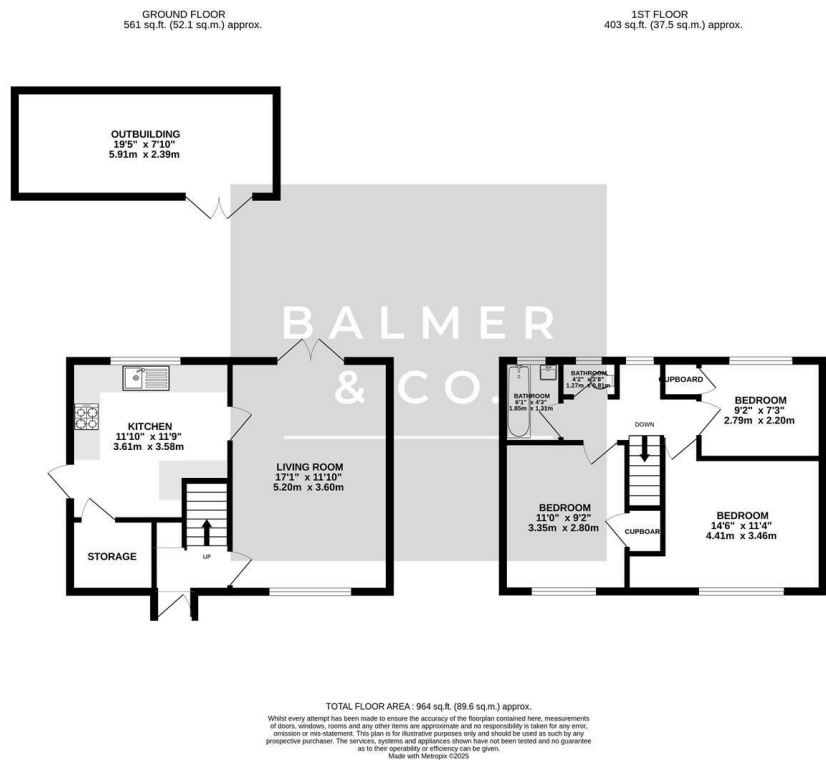 GROUND FLOOR
561 sq.ft. (52.1 sq.m.) approx.
1ST FLOOR
403 sq.ft. (37.5 sq.m.) approx.
OUTBUILDING
19'5" x 7'10"
5.91m x 2.39m
BALMER
& CO.
KITCHEN
11'10" x 11'9"
3.61m x 3.58m
LIVING ROOM
17'1" x 11'10"
5.20m x 3.60m
STORAGE
UP
BATHROOM
6'1" x 4'3"
1.85m x 1.31m
BATHROOM
4'2" x 2'8"
1.27m x 0.81m
CUPBOARD
BEDROOM
9'2" x 7'3"
2.79m x 2.20m
DOWN
BEDROOM
11'0" x 9'2"
3.35m x 2.80m
CUPBOAR
BEDROOM
14'6" x 11'4"
4.41m x 3.46m
TOTAL FLOOR AREA : 964 sq.ft. (89.6 sq.m.) approx.
Whilst every attempt has been made to ensure the accuracy of the floorplan contained here, measurements
of doors, windows, rooms and any other items are approximate and no responsibility is taken for any error,
omission or mis-statement. This plan is for illustrative purposes only and should be used as such by any
prospective purchaser. The services, systems and appliances shown have not been tested and no guarantee
as to their operability or efficiency can be given.
Made with Metropix ©2025